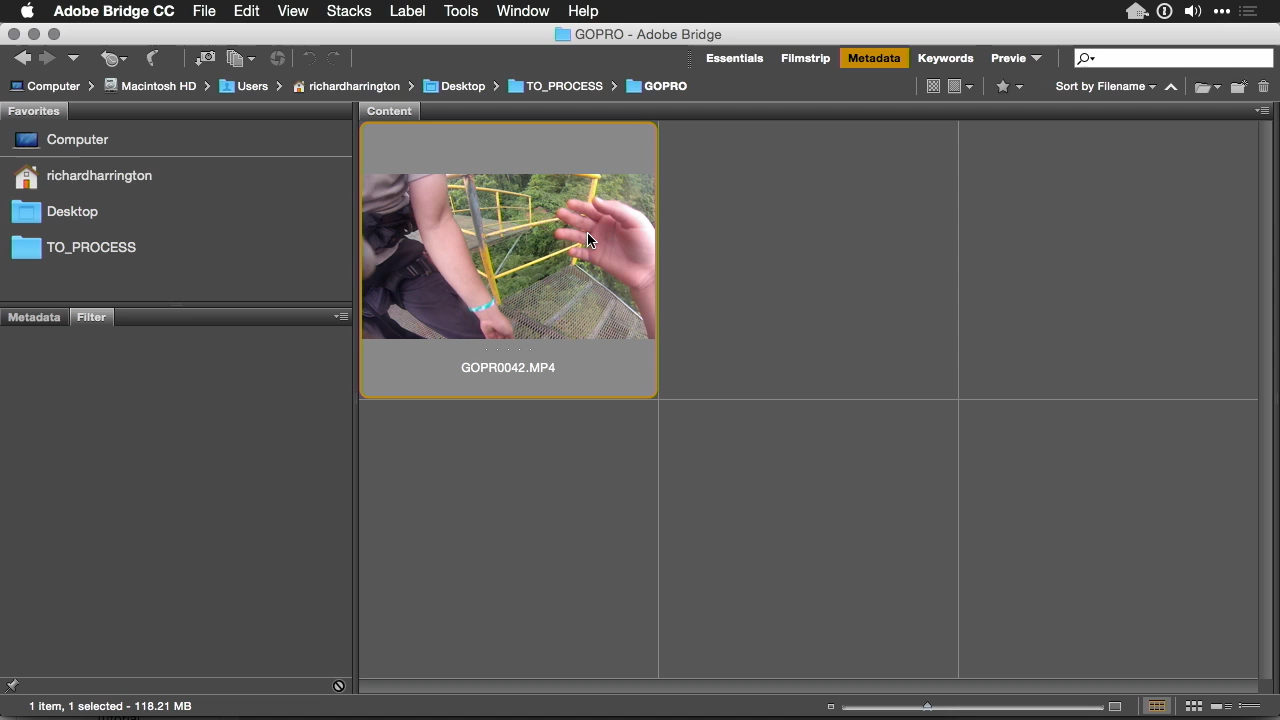 Adobe Bridge CC File Edit View Stacks Label Tools Window Help
GOPRO - Adobe Bridge
Essentials Filmstrip Metadata Keywords Previe
Computer Macintosh HD Users richardharrington Desktop TO_PROCESS GOPRO Sort by Filename
Favorites
Content
Computer
richardharrington
Desktop
TO_PROCESS
Metadata Filter
GOPR0042.MP4
1 item, 1 selected - 118.21 MB